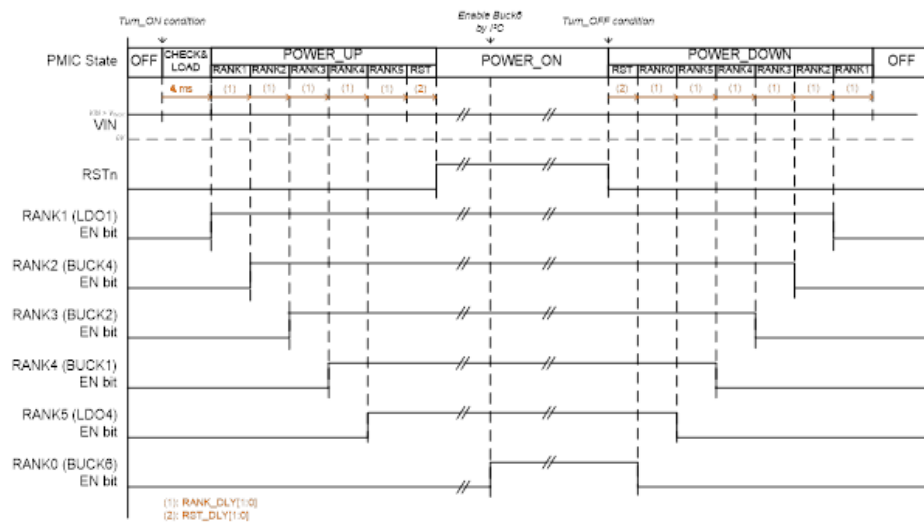 Turn_ON condition
Enable Buck6
by I²C
Turn_OFF condition
PMIC State
OFF
CHECK&
LOAD
POWER_UP
RANK1 RANK2 RANK3 RANK4 RANK5 RST
POWER_ON
POWER_DOWN
RST RANK0 RANK5 RANK4 RANK3 RANK2 RANK1
OFF
4 ms (1) (1) (1) (1) (1) (2) (2) (1) (1) (1) (1) (1) (1)
VIN
0V
RSTn
RANK1 (LDO1)
EN bit
RANK2 (BUCK4)
EN bit
RANK3 (BUCK2)
EN bit
RANK4 (BUCK1)
EN bit
RANK5 (LDO4)
EN bit
RANK0 (BUCK6)
EN bit
(1): RANK_DLY[1:0]
(2): RST_DLY[1:0]